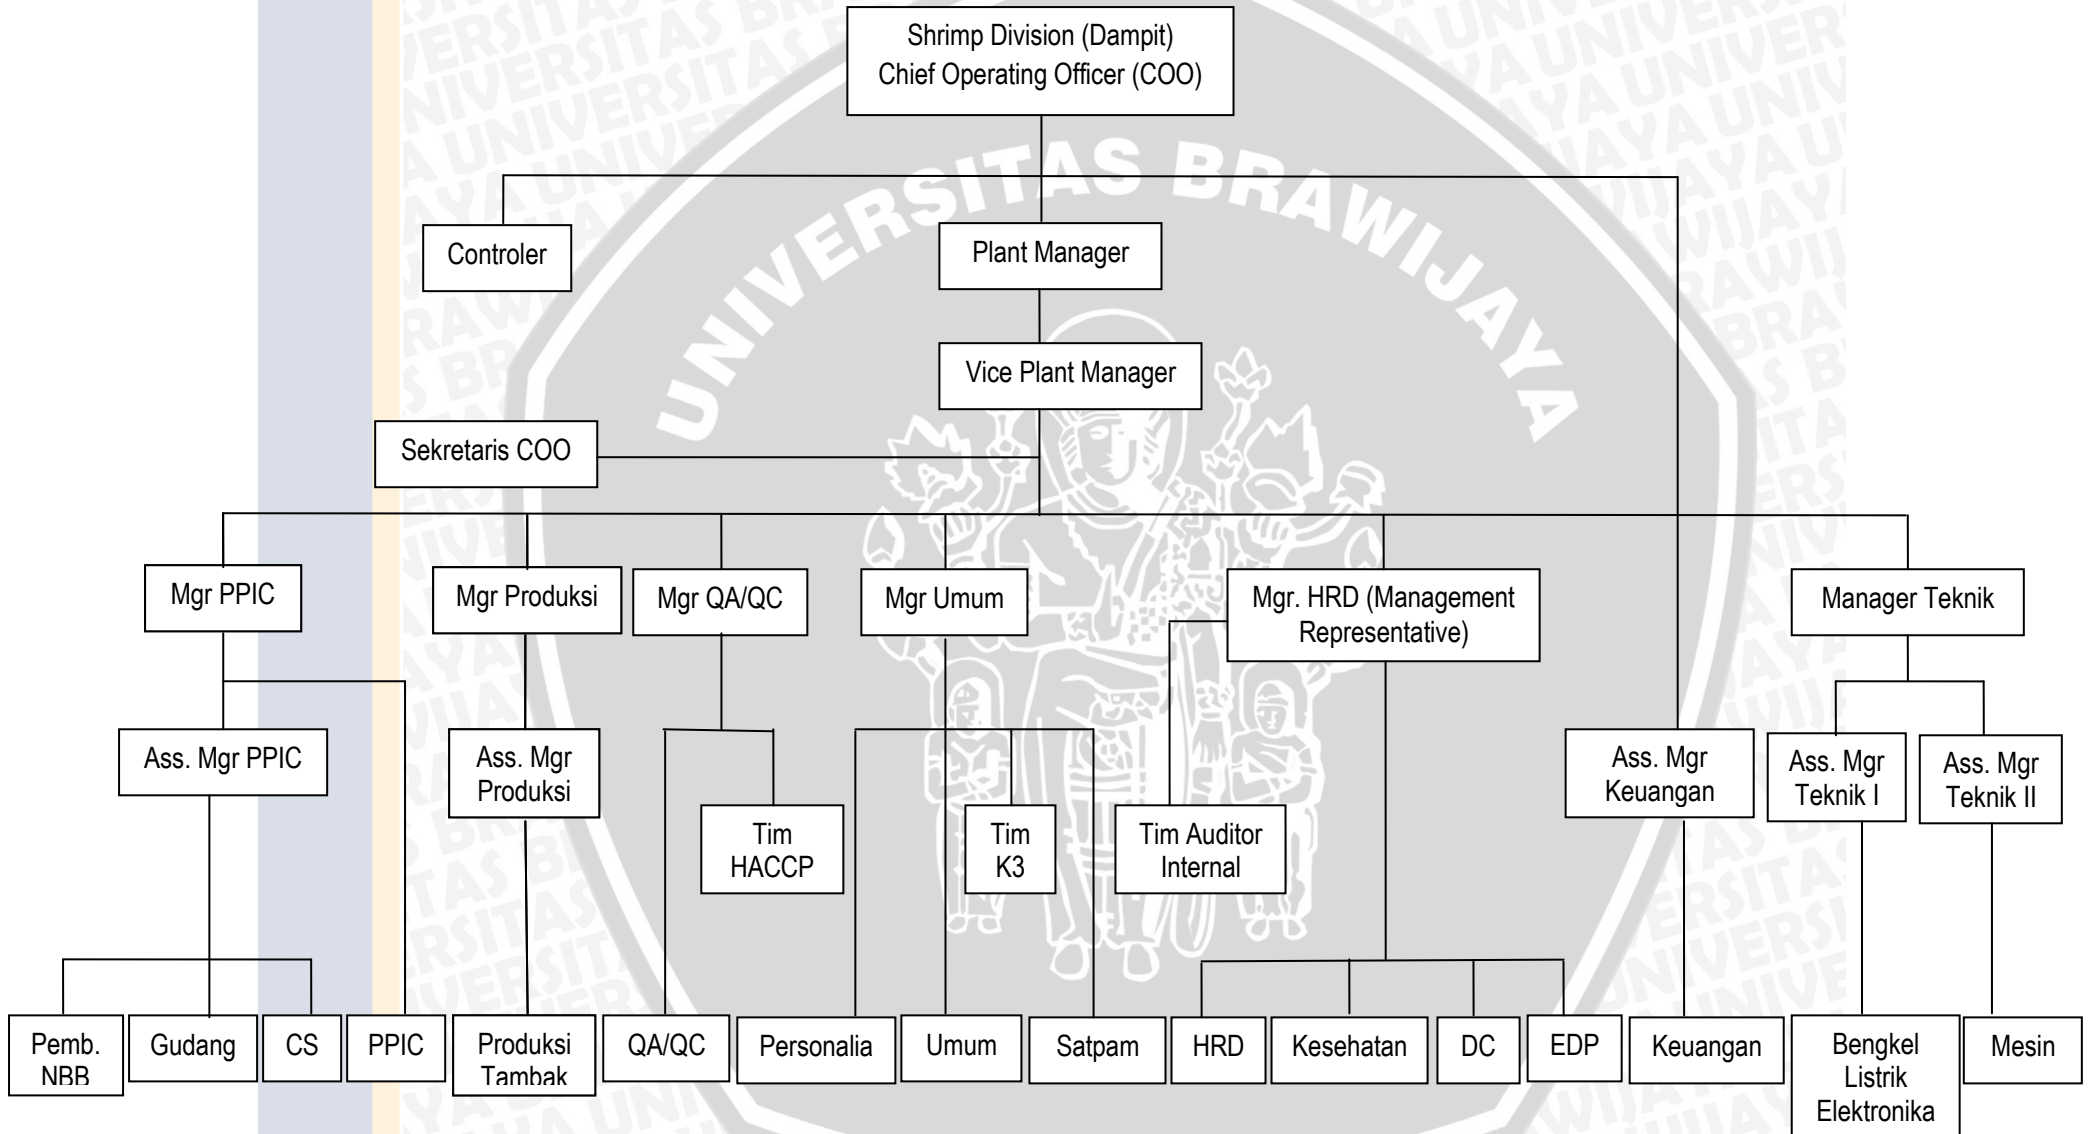 Shrimp Division (Dampit)
Chief Operating Officer (COO)
UNIVERSITAS BRAWIJAYA
Controler
Plant Manager
Vice Plant Manager
Sekretaris COO
Mgr PPIC
Mgr Produksi
Mgr QA/QC
Mgr Umum
Mgr. HRD (Management
Representative)
Manager Teknik
Ass. Mgr PPIC
Ass. Mgr
Produksi
Ass. Mgr
Keuangan
Ass. Mgr
Teknik I
Ass. Mgr
Teknik II
Tim
HACCP
Tim
K3
Tim Auditor
Internal
Pemb.
NBB
Gudang
CS
PPIC
Produksi
Tambak
QA/QC
Personalia
Umum
Satpam
HRD
Kesehatan
DC
EDP
Keuangan
Bengkel
Listrik
Elektronika
Mesin